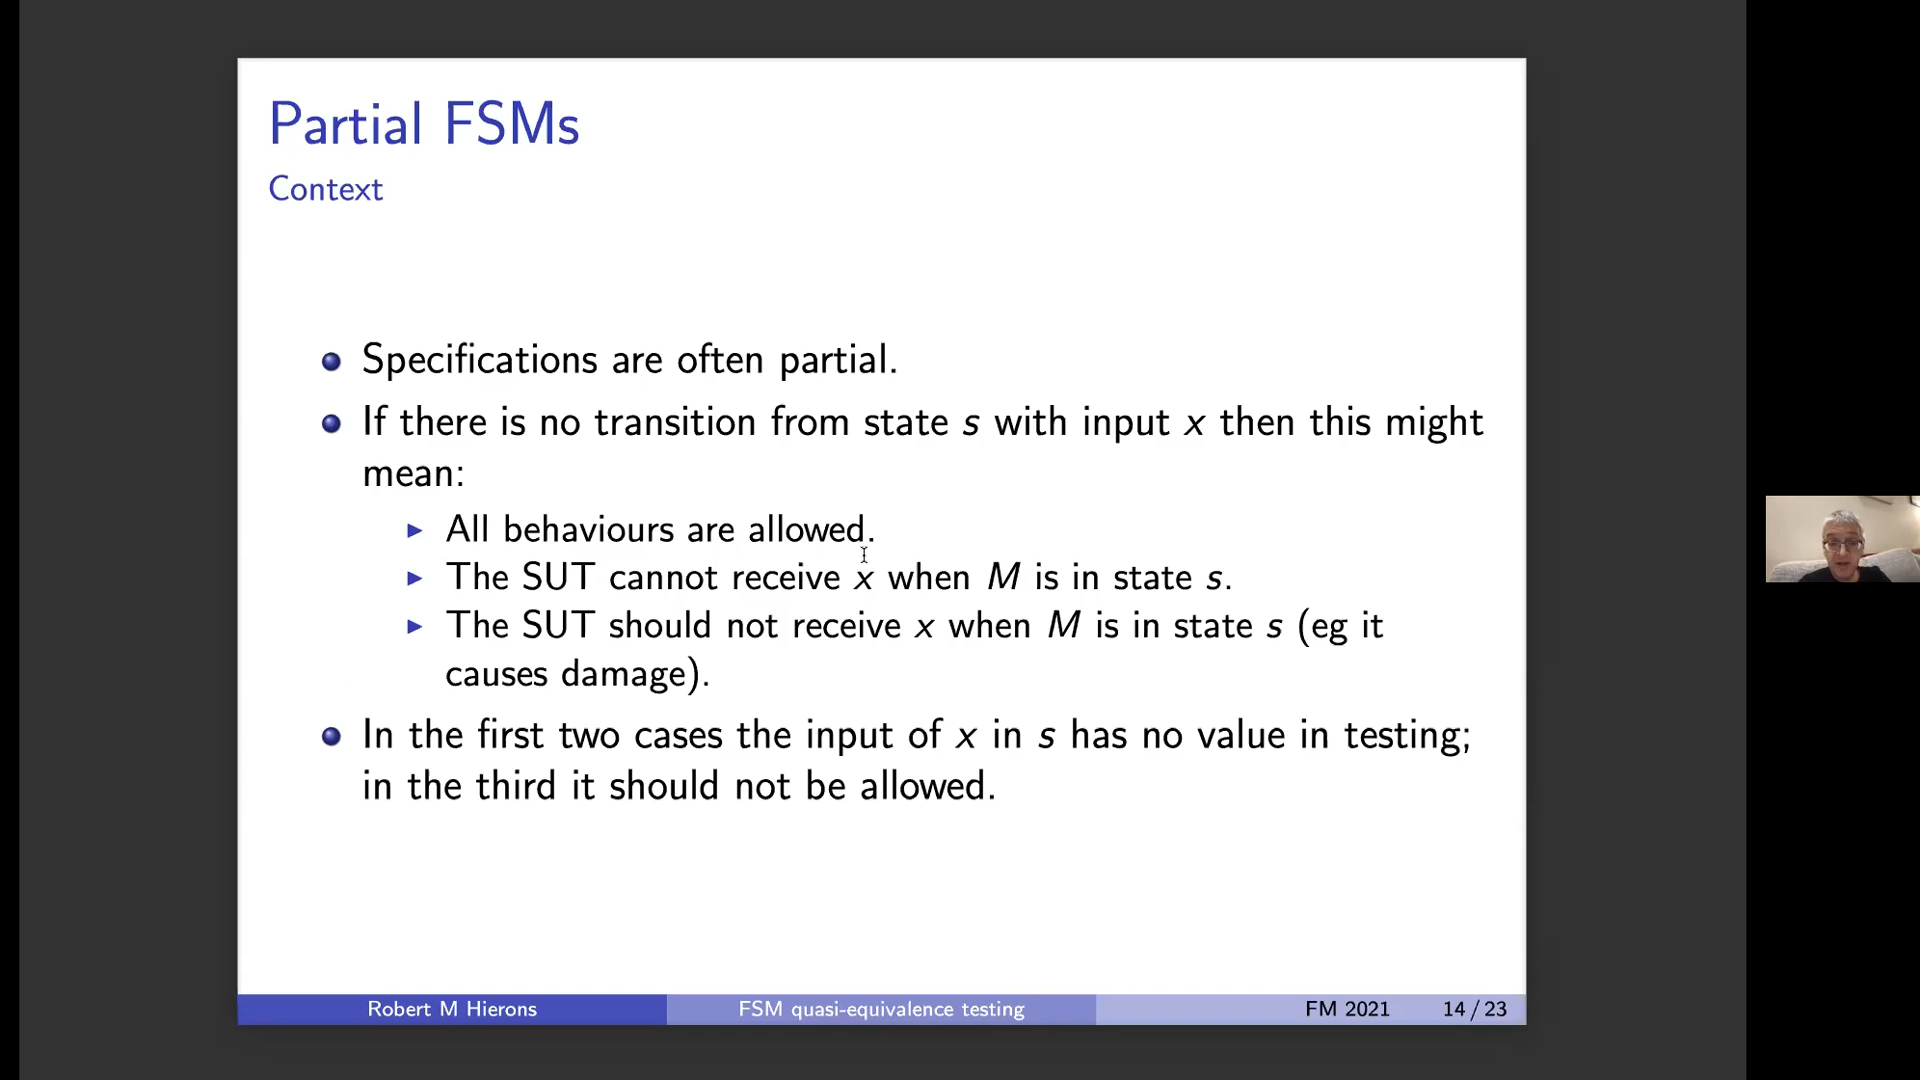 Partial FSMs
Context
Specifications are often partial.
If there is no transition from state s with input x then this might
mean:
All behaviours are allowed.
The SUT cannot receive x when M is in state s.
The SUT should not receive x when M is in state s (eg it
causes damage).
In the first two cases the input of x in s has no value in testing;
in the third it should not be allowed.
Robert M Hierons FSM quasi-equivalence testing FM 2021 14 / 23